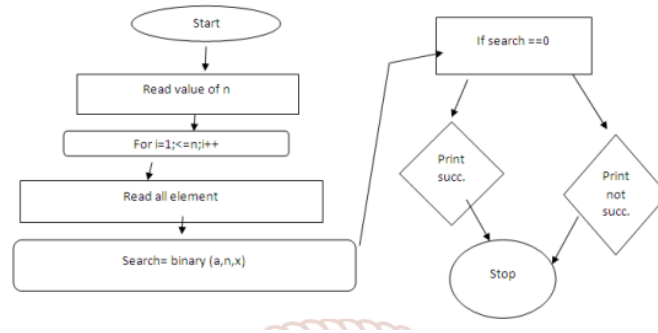 Start
Read value of n
For i=1;<=n;i++
Read all element
Search= binary (a,n,x)
If search ==0
Print
succ.
Print
not
succ.
Stop